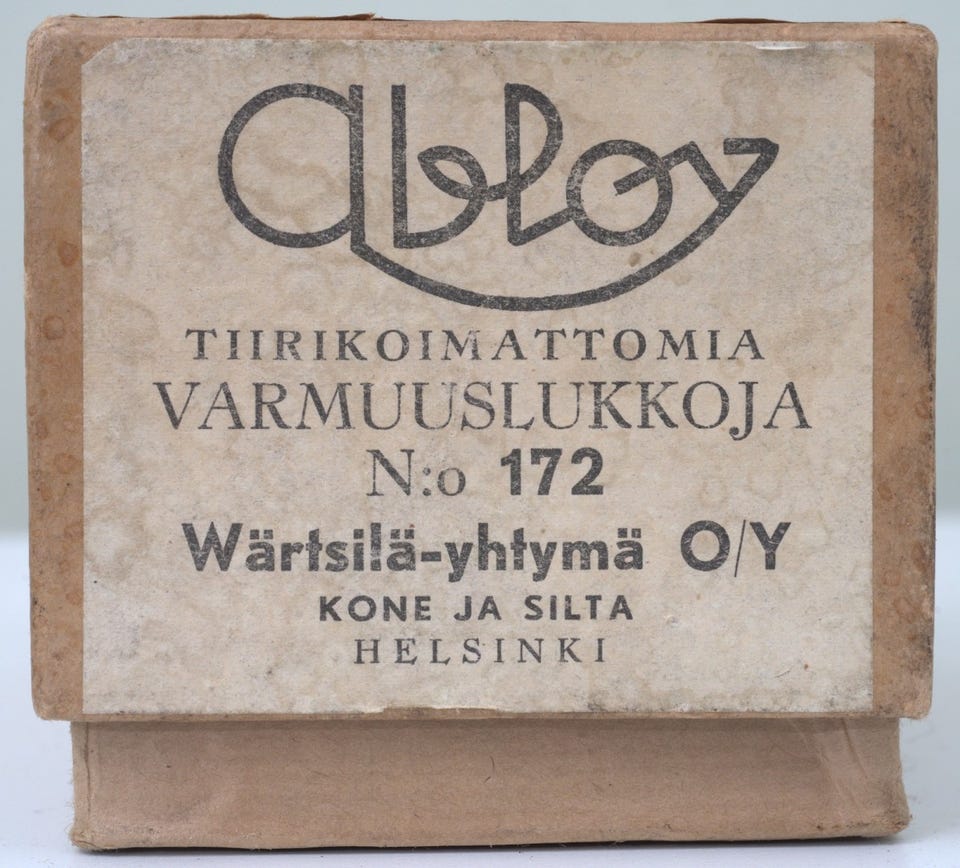 Abloy
TIIRIKOIMATTOMIA
VARMUUSLUKKOJA
N:o 172
Wärtsilä-yhtymä O/Y
KONE JA SILTA
HELSINKI